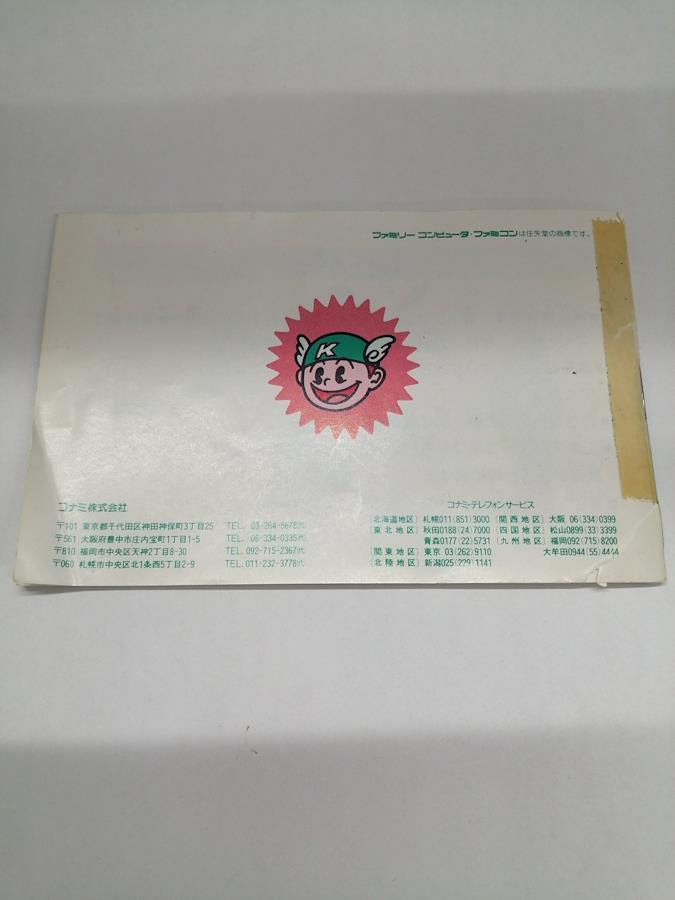 ファミリー コンピュータ・ファミコンは任天堂の商標です。
K
コナミ株式会社
〒101 東京都千代田区神田神保町3丁目25 TEL. 03-264-5678代
〒561 大阪府豊中市庄内宝町1丁目1-5 TEL. 06-334-0335代
〒810 福岡市中央区天神2丁目8-30 TEL. 092-715-2367代
〒060 札幌市中央区北1条西5丁目2-9 TEL. 011-232-3778代
コナミ・テレフォンサービス
〔北海道地区〕 札幌011(851)3000 〔関西地区〕 大阪 06(334)0399
〔東北地区〕 秋田0188(24)7000 〔四国地区〕 松山0899(33)3399
青森0177(22)5731 〔九州地区〕 福岡092(715)8200
〔関東地区〕 東京 03(262)9110 大牟田0944(55)4444
〔北陸地区〕 新潟025(229)1141